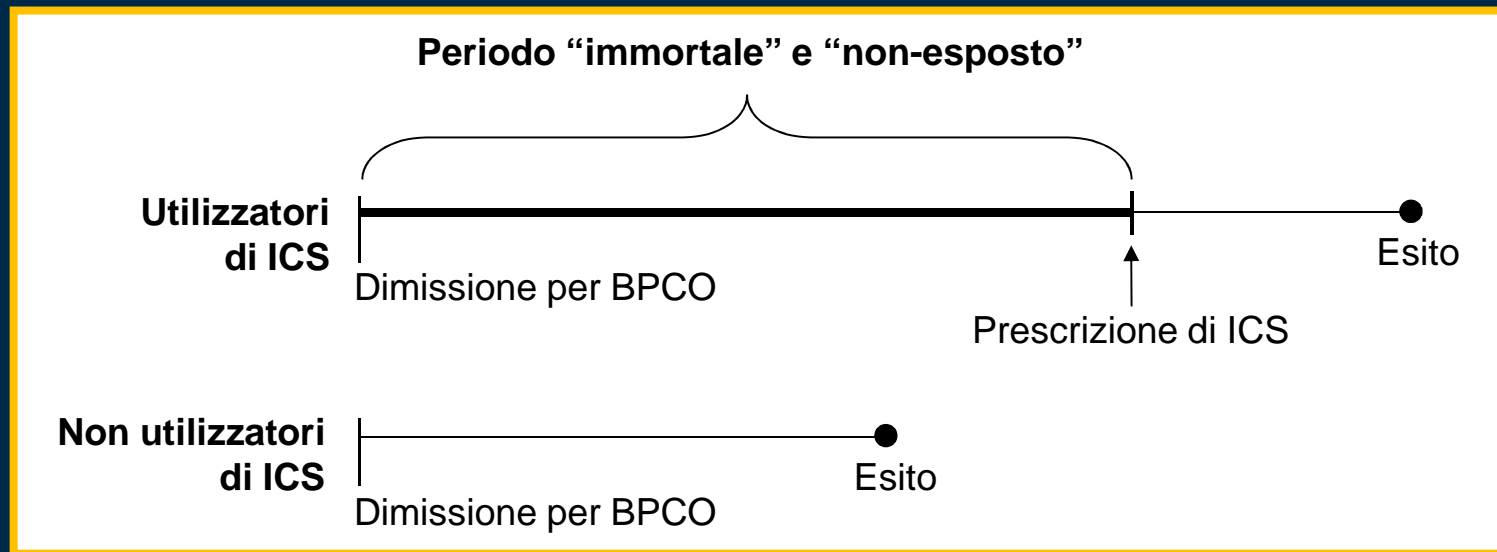 Periodo “immortale” e “non-esposto”
Utilizzatori
di ICS
Dimissione per BPCO
Esito
Prescrizione di ICS
Non utilizzatori
di ICS
Esito
Dimissione per BPCO